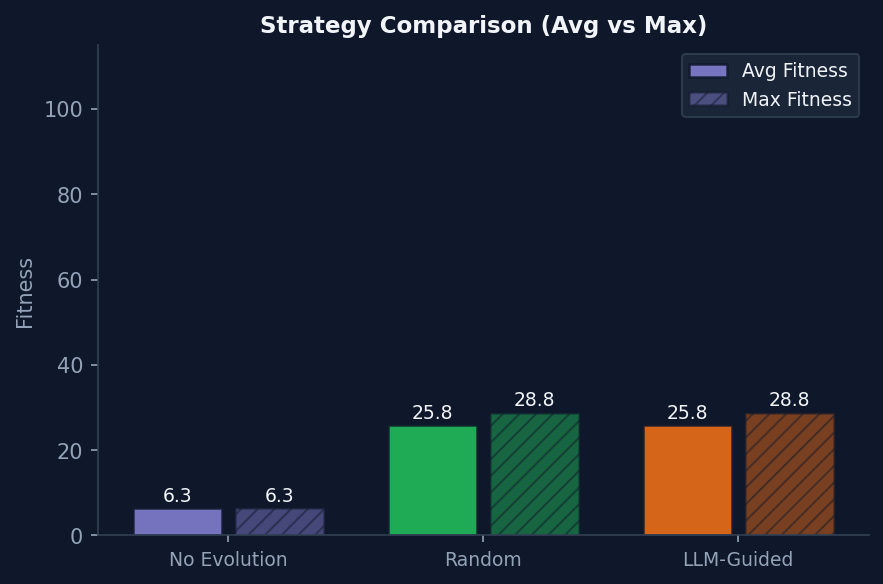 Strategy Comparison (Avg vs Max)
Avg Fitness
Max Fitness
100
80
60
40
20
0
Fitness
6.3
6.3
25.8
28.8
25.8
28.8
No Evolution
Random
LLM-Guided